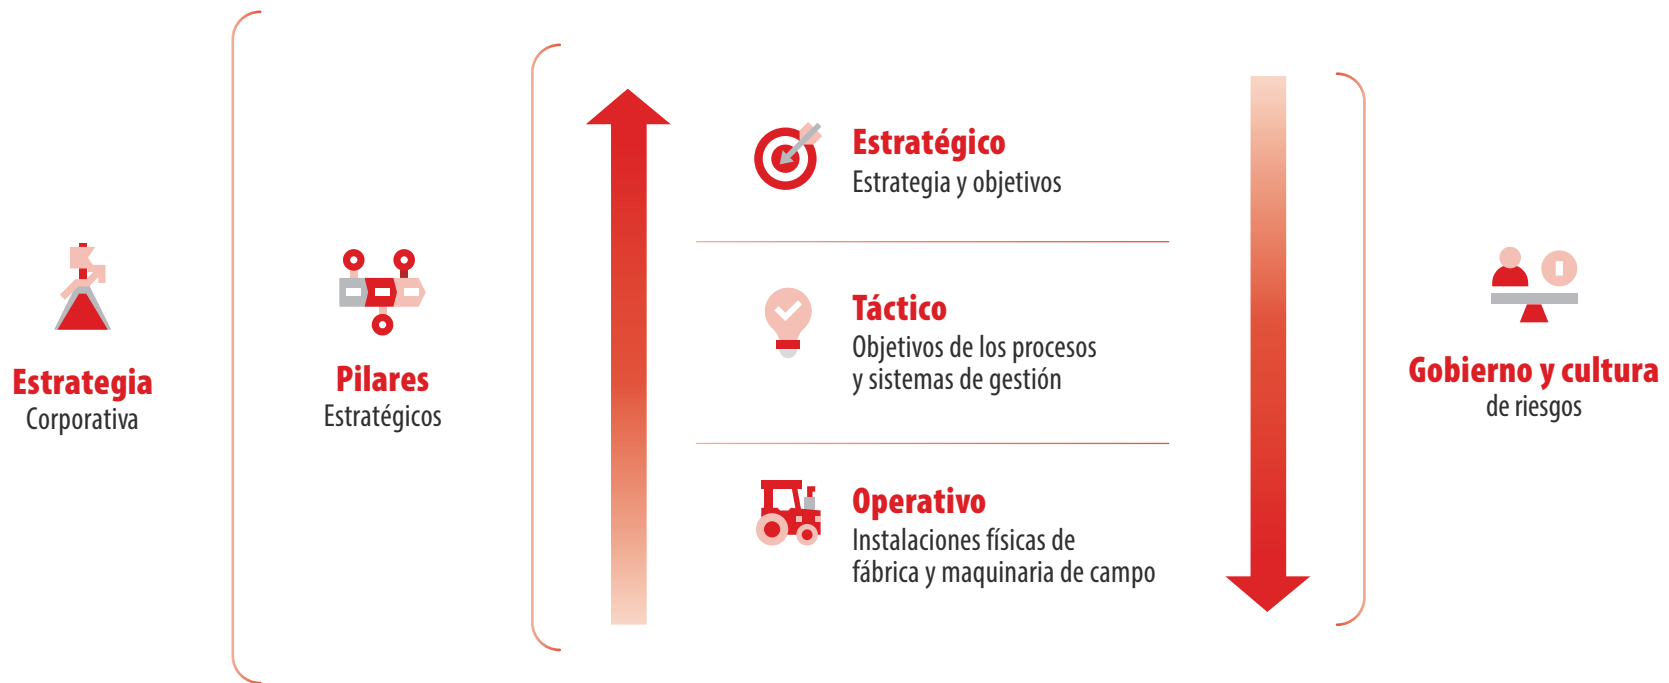 Estrategia
Corporativa
Pilares
Estratégicos
Estratégico
Estrategia y objetivos
Táctico
Objetivos de los procesos
y sistemas de gestión
Operativo
Instalaciones físicas de
fábrica y maquinaria de campo
Gobierno y cultura
de riesgos